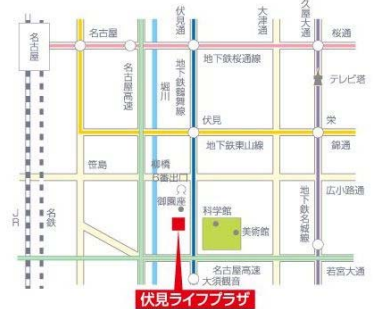 伏見通
大津通
久屋大通
名古屋
名古屋
桜通
地下鉄桜通線
名古屋高速
堀川
地下鉄鶴舞線
テレビ塔
伏見
栄
地下鉄東山線
錦通
笹島
柳橋
6番出口
広小路通
御園座
科学館
美術館
地下鉄名城線
JR
名鉄
名古屋高速
若宮大通
大須観音
伏見ライフプラザ